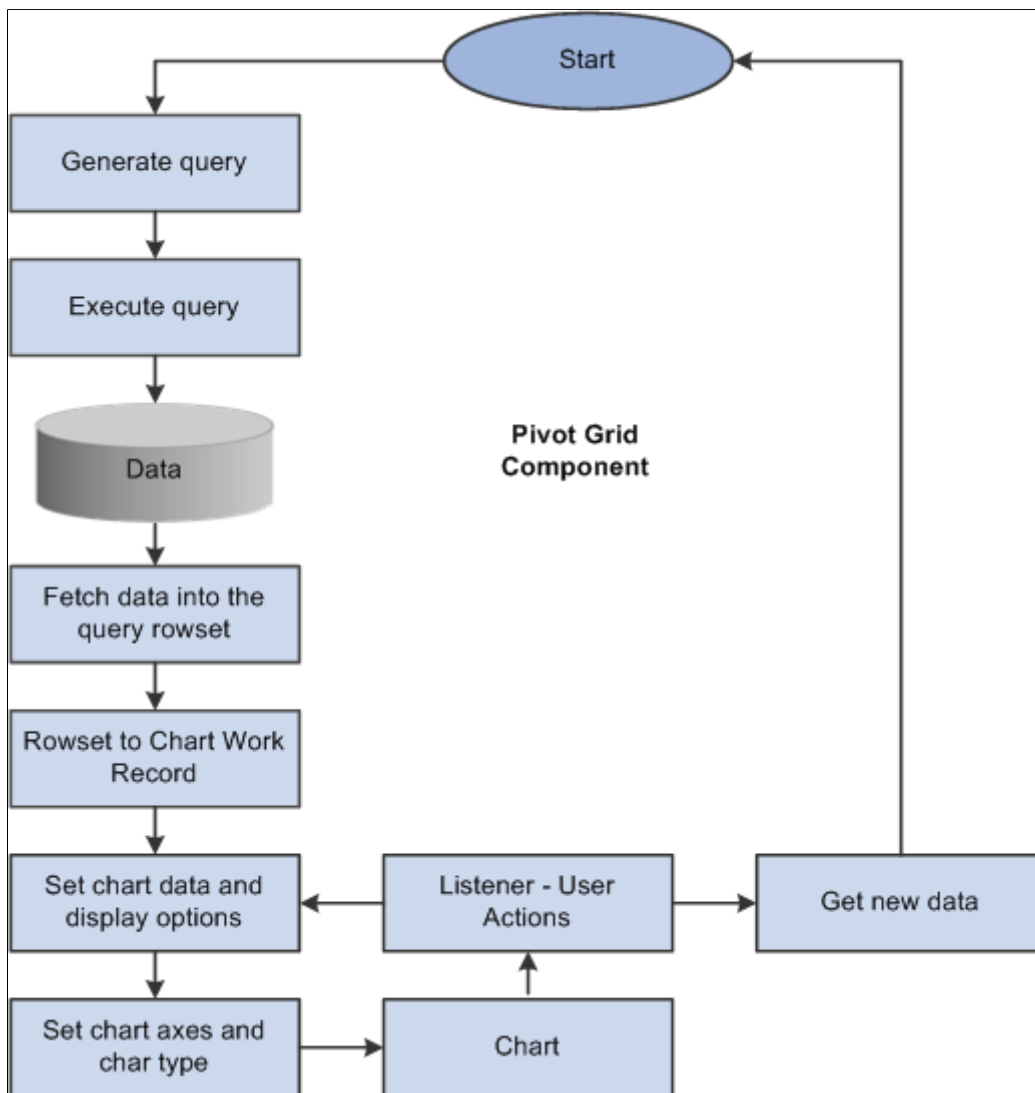 Start
Generate query
Execute query
Data
Pivot Grid
Component
Fetch data into the
query rowset
Rowset to Chart Work
Record
Set chart data and
display options
Listener - User
Actions
Get new data
Set chart axes and
char type
Chart